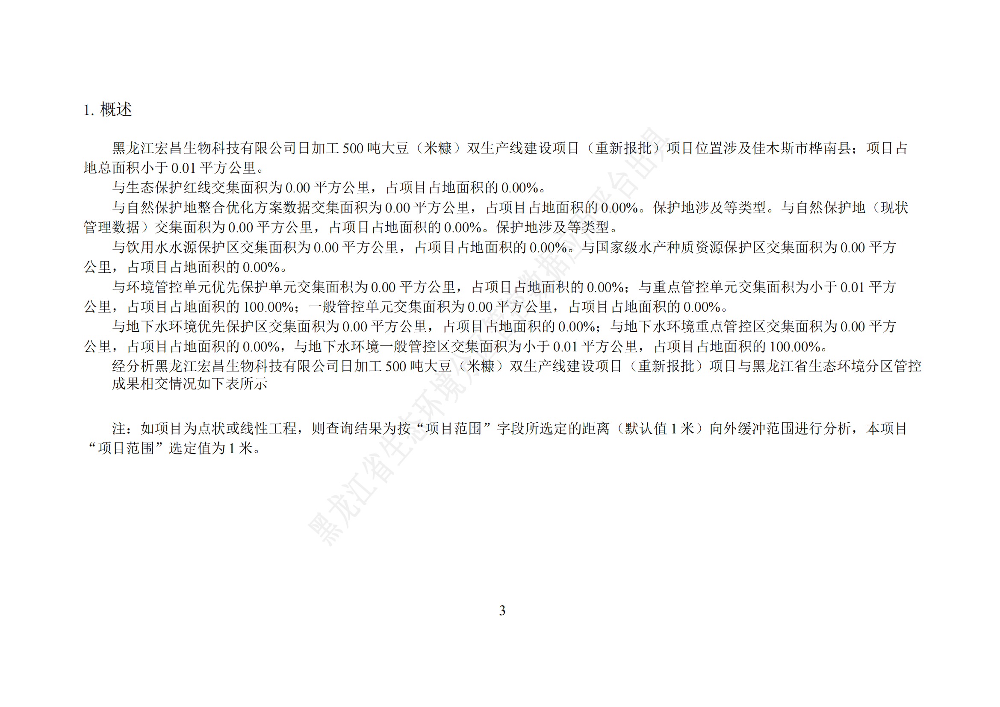 1. 概述
黑龙江宏昌生物科技有限公司日加工 500 吨大豆（米糠）双生产线建设项目（重新报批）项目位置涉及佳木斯市桦南县；项目占
地总面积小于 0.01 平方公里。
与生态保护红线交集面积为 0.00 平方公里，占项目占地面积的 0.00%。
与自然保护地整合优化方案数据交集面积为 0.00 平方公里，占项目占地面积的 0.00%。保护地涉及等类型。与自然保护地（现状
管理数据）交集面积为 0.00 平方公里，占项目占地面积的 0.00%。保护地涉及等类型。
与饮用水水源保护区交集面积为 0.00 平方公里，占项目占地面积的 0.00%。与国家级水产种质资源保护区交集面积为 0.00 平方
公里，占项目占地面积的 0.00%。
与环境管控单元优先保护单元交集面积为 0.00 平方公里，占项目占地面积的 0.00%；与重点管控单元交集面积为小于 0.01 平方
公里，占项目占地面积的 100.00%；一般管控单元交集面积为 0.00 平方公里，占项目占地面积的 0.00%。
与地下水环境优先保护区交集面积为 0.00 平方公里，占项目占地面积的 0.00%；与地下水环境重点管控区交集面积为 0.00 平方
公里，占项目占地面积的 0.00%，与地下水环境一般管控区交集面积为小于 0.01 平方公里，占项目占地面积的 100.00%。
经分析黑龙江宏昌生物科技有限公司日加工 500 吨大豆（米糠）双生产线建设项目（重新报批）项目与黑龙江省生态环境分区管控
成果相交情况如下表所示
注：如项目为点状或线性工程，则查询结果为按“项目范围”字段所选定的距离（默认值 1 米）向外缓冲范围进行分析，本项目
“项目范围”选定值为 1 米。
黑龙江省生态环境分区管控数据应用平台出具
3